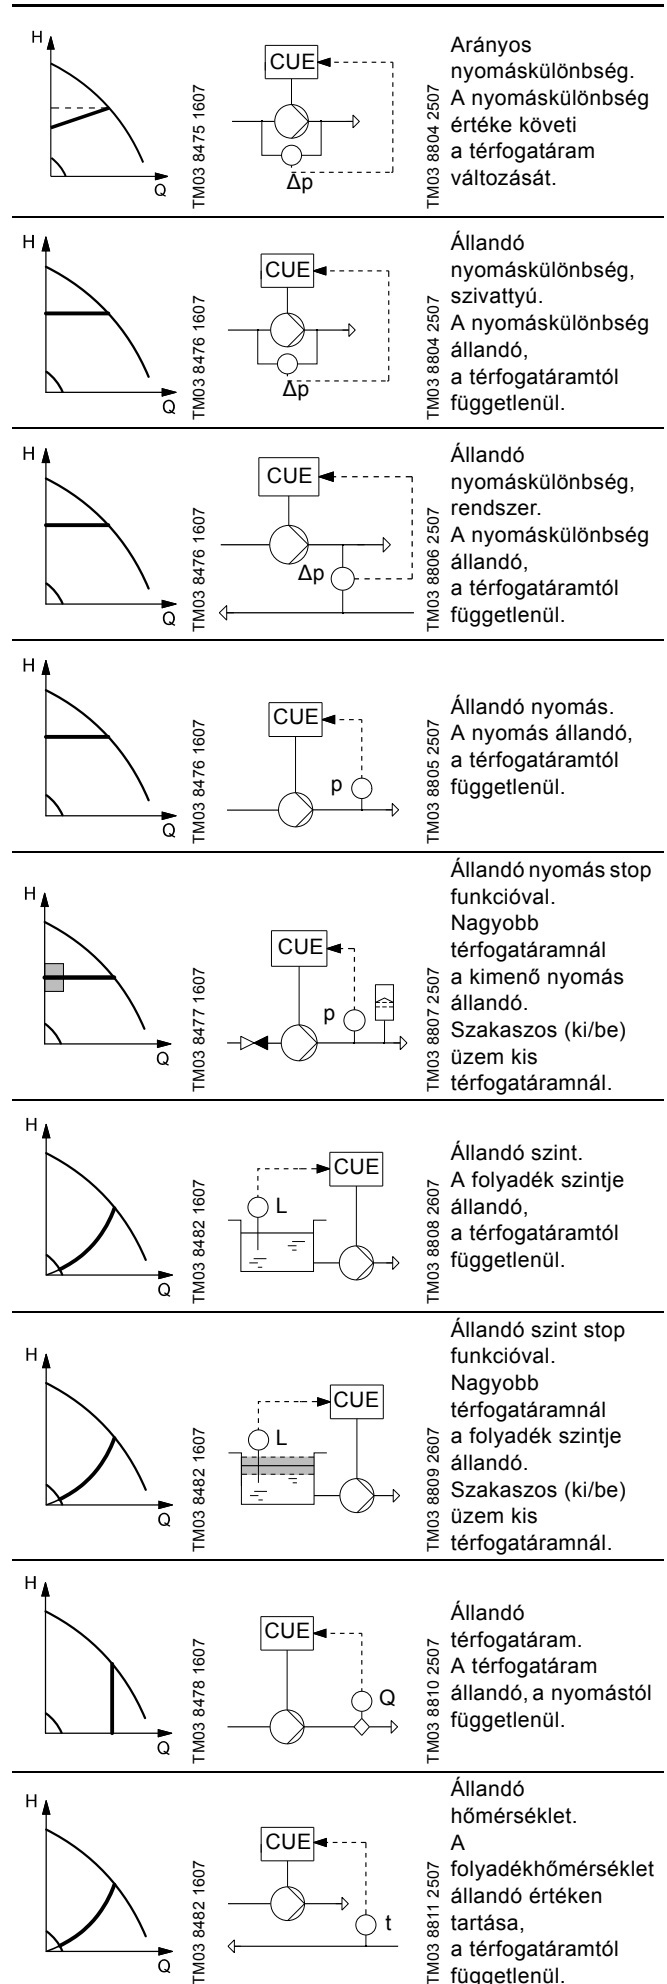 H
Q
TM03 8475 1607
CUE
Δp
TM03 8804 2507
Arányos
nyomáskülönbség.
A nyomáskülönbség
értéke követi
a térfogatáram
változását.
H
Q
TM03 8476 1607
CUE
Δp
TM03 8804 2507
Állandó
nyomáskülönbség,
szivattyú.
A nyomáskülönbség
állandó,
a térfogatáramtól
függetlenül.
H
Q
TM03 8476 1607
CUE
Δp
TM03 8806 2507
Állandó
nyomáskülönbség,
rendszer.
A nyomáskülönbség
állandó,
a térfogatáramtól
függetlenül.
H
Q
TM03 8476 1607
CUE
p
TM03 8805 2507
Állandó nyomás.
A nyomás állandó,
a térfogatáramtól
függetlenül.
H
Q
TM03 8477 1607
CUE
p
TM03 8807 2507
Állandó nyomás stop
funkcióval.
Nagyobb
térfogatáramnál
a kimenő nyomás
állandó.
Szakaszos (ki/be)
üzem kis
térfogatáramnál.
H
Q
TM03 8482 1607
CUE
L
TM03 8808 2607
Állandó szint.
A folyadék szintje
állandó,
a térfogatáramtól
függetlenül.
H
Q
TM03 8482 1607
CUE
L
TM03 8809 2607
Állandó szint stop
funkcióval.
Nagyobb
térfogatáramnál
a folyadék szintje
állandó.
Szakaszos (ki/be)
üzem kis
térfogatáramnál.
H
Q
TM03 8478 1607
CUE
Q
TM03 8810 2507
Állandó
térfogatáram.
A térfogatáram
állandó, a nyomástól
függetlenül.
H
Q
TM03 8482 1607
CUE
t
TM03 8811 2507
Állandó
hőmérséklet.
A
folyadékhőmérséklet
állandó értéken
tartása,
a térfogatáramtól
függetlenül.